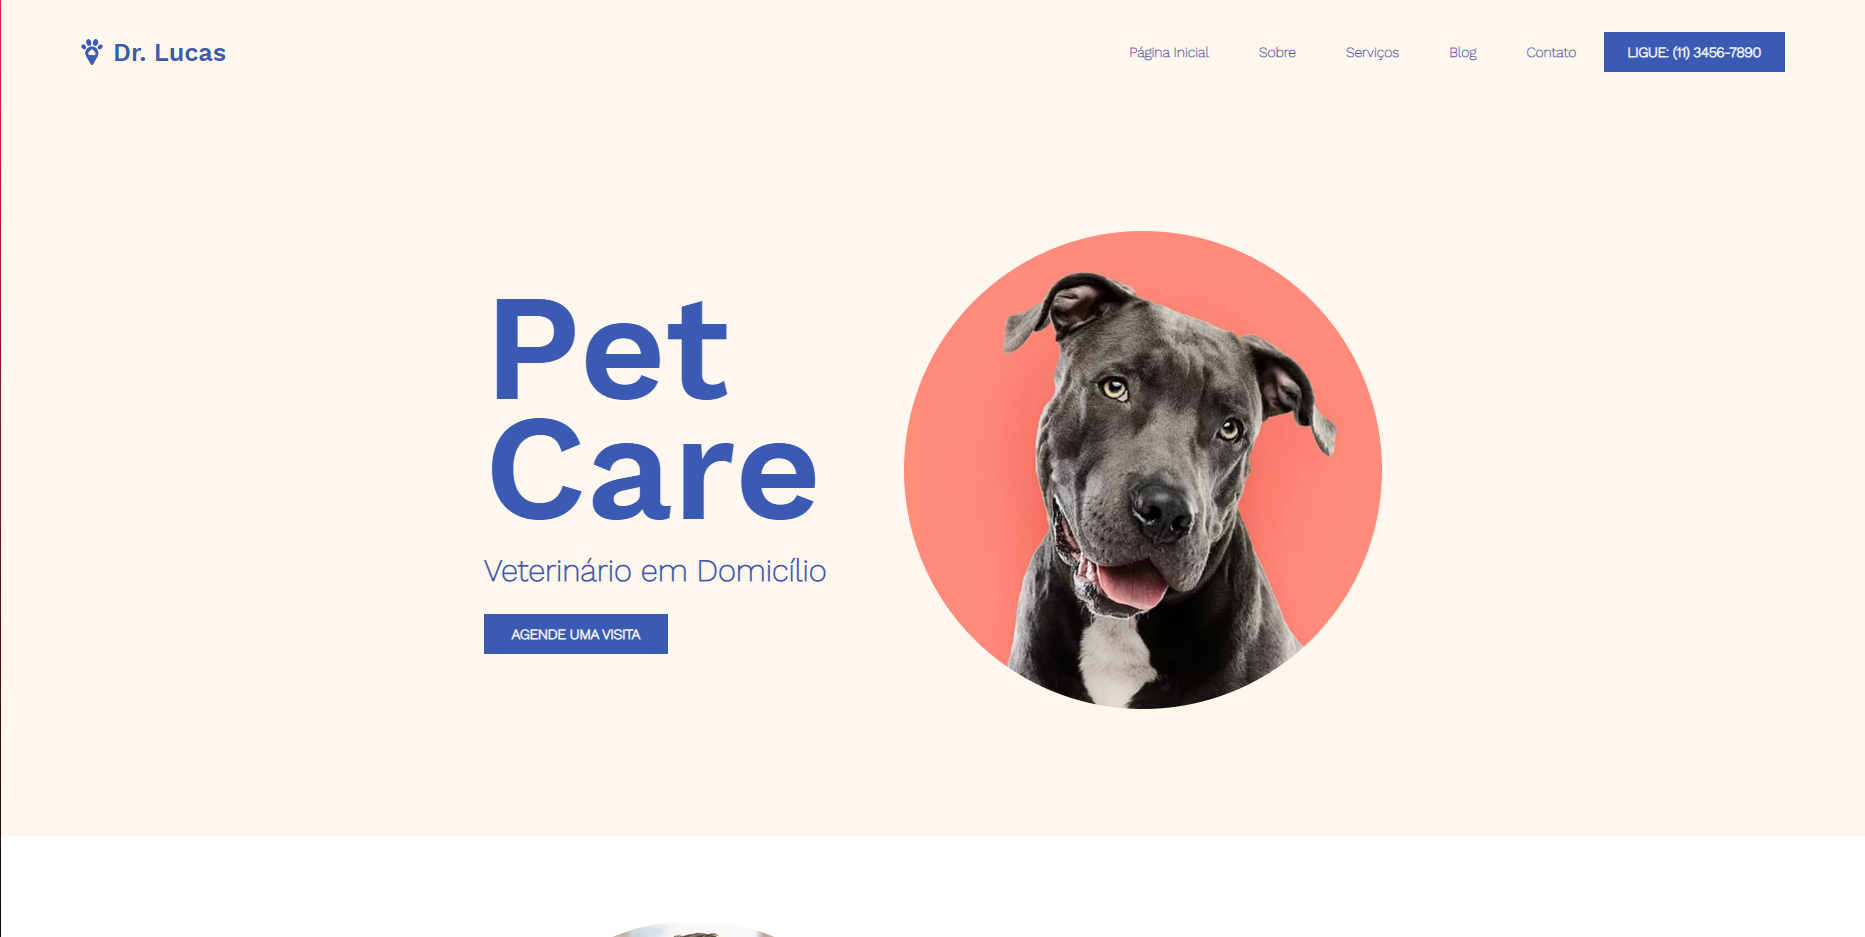 Dr. Lucas
Página Inicial
Sobre
Serviços
Blog
Contato
LIGUE: (11) 3456-7890
Pet
Care
Veterinário em Domicílio
AGENDE UMA VISITA